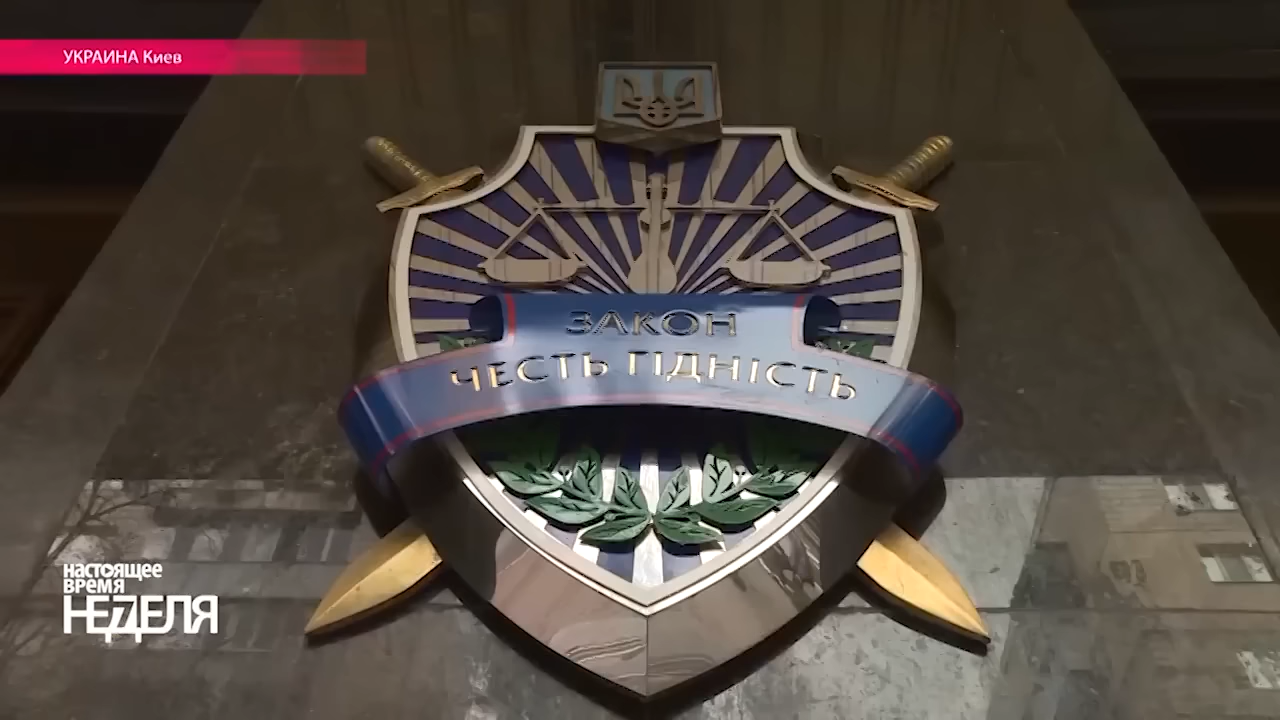 УКРАИНА Киев
ЗАКОН
ЧЕСТЬ ГІДНІСТЬ
настоящее
время
НЕДЕЛЯ